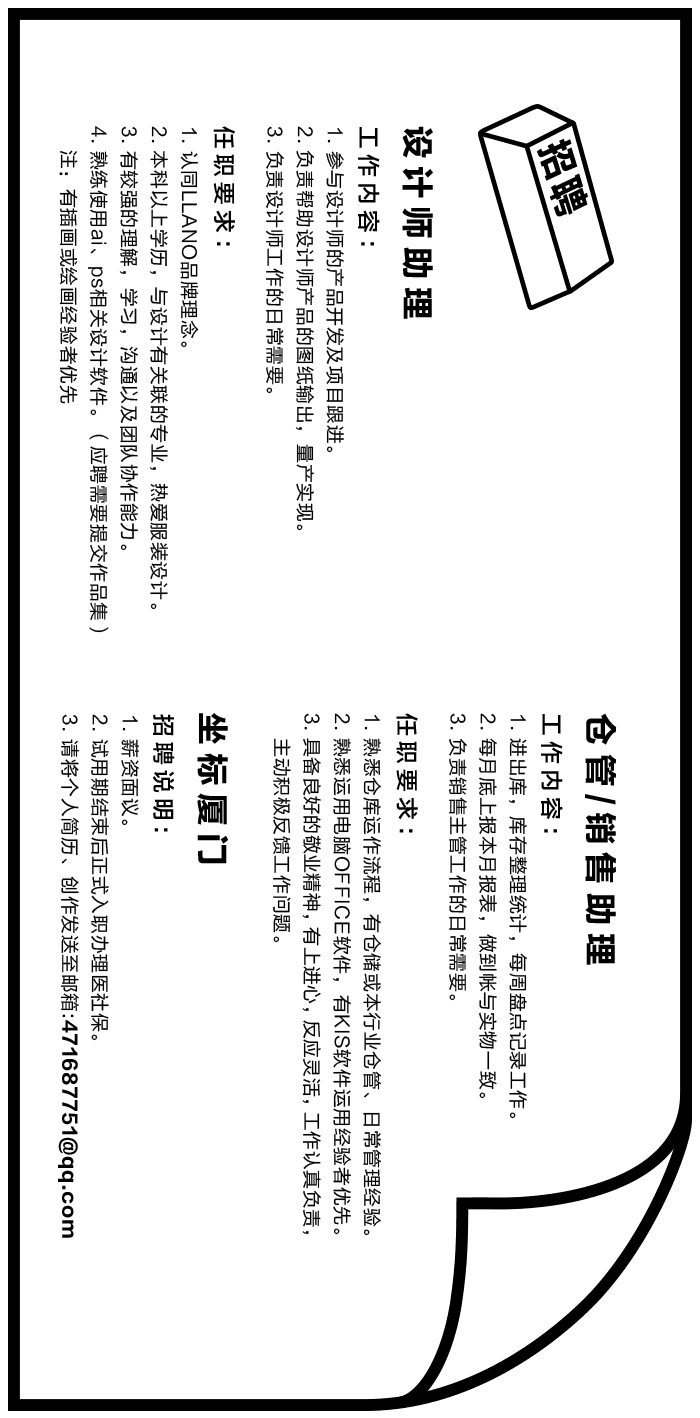 招聘
设计师助理
工作内容：
1. 参与设计师的产品开发及项目跟进。
2. 负责帮助设计师产品的图纸输出，量产实现。
3. 负责设计师工作的日常需要。
任职要求：
1. 认同LLANO品牌理念。
2. 本科以上学历，与设计有关联的专业，热爱服装设计。
3. 有较强的理解，学习，沟通以及团队协作能力。
4. 熟练使用ai、ps相关设计软件。（应聘需要提交作品集）
注：有插画或绘画经验者优先
仓管/销售助理
工作内容：
1. 进出库，库存整理统计，每周盘点记录工作。
2. 每月底上报本月报表，做到帐与实物一致。
3. 负责销售主管工作的日常需要。
任职要求：
1. 熟悉仓库运作流程，有仓储或本行业仓管、日常管理经验。
2. 熟悉运用电脑OFFICE软件，有KIS软件运用经验者优先。
3. 具备良好的敬业精神，有上进心，反应灵活，工作认真负责，
主动积极反馈工作问题。
坐标厦门
招聘说明：
1. 薪资面议。
2. 试用期结束后正式入职办理医社保。
3. 请将个人简历、创作发送至邮箱:471687751@qq.com